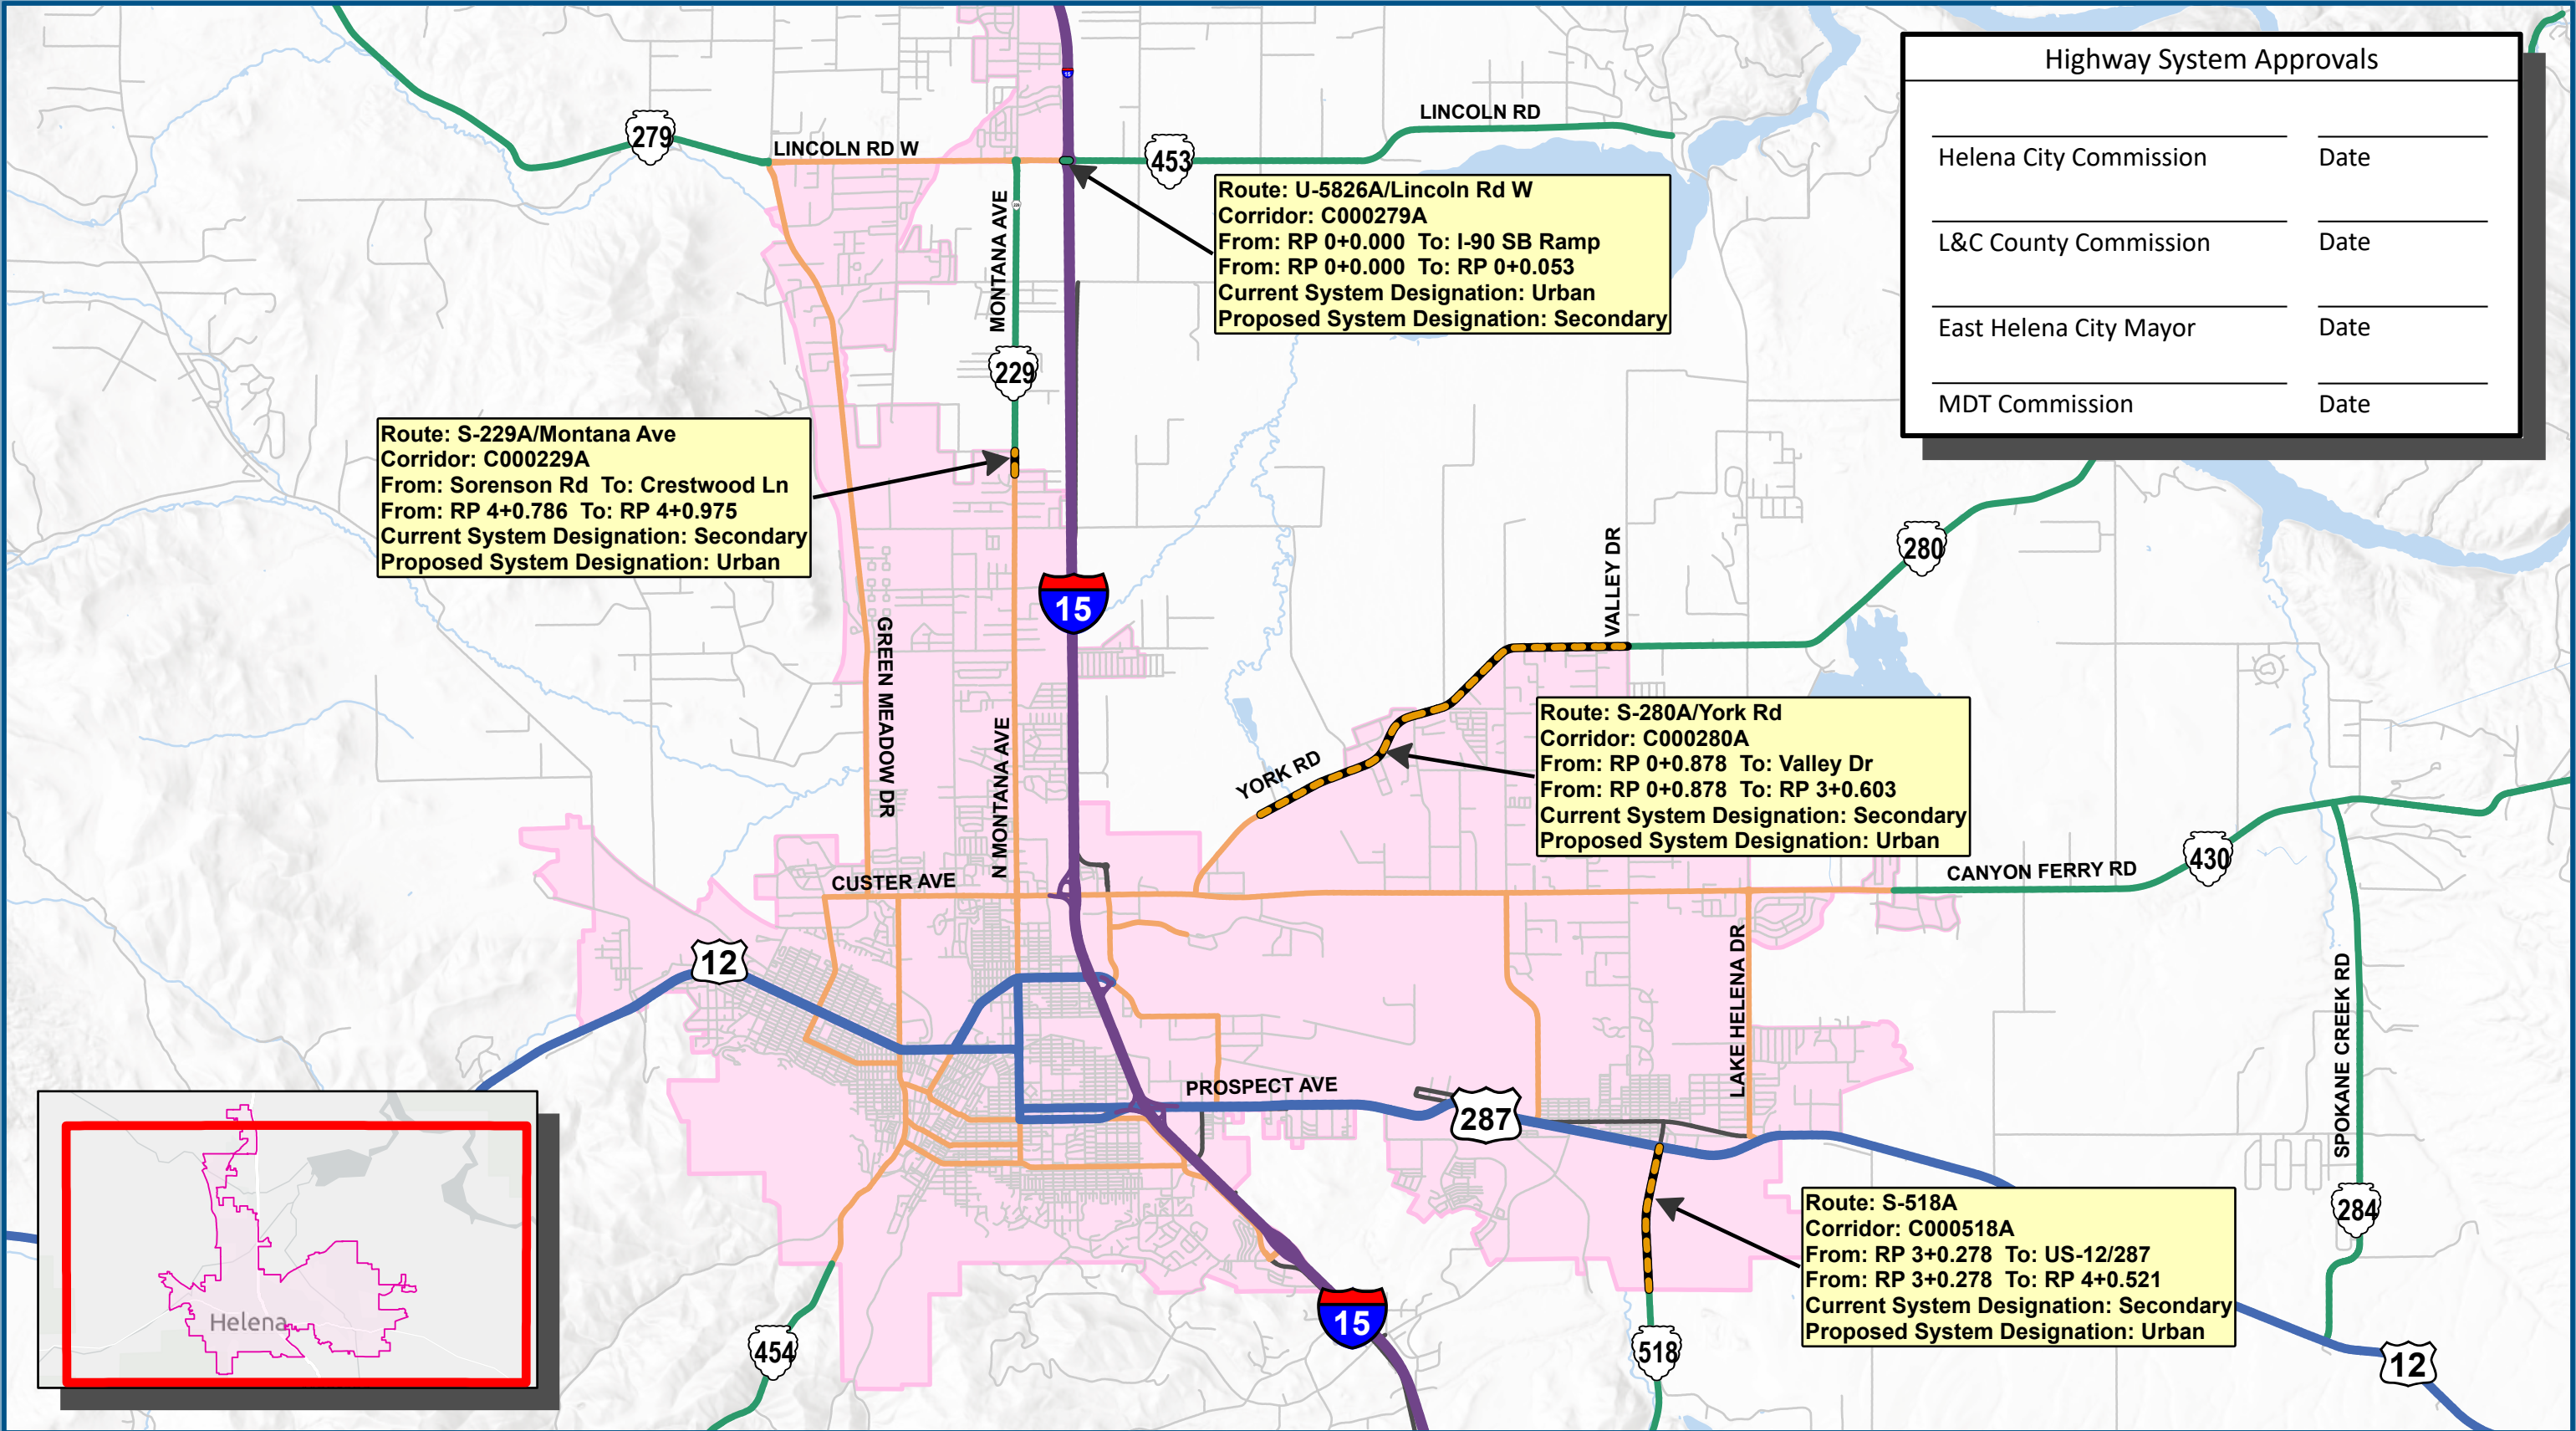 Highway System Approvals
Helena City Commission Date
L&C County Commission Date
East Helena City Mayor Date
MDT Commission Date
15
279
LINCOLN RD W
453
LINCOLN RD
Route: U-5826A/Lincoln Rd W
Corridor: C000279A
From: RP 0+0.000 To: I-90 SB Ramp
From: RP 0+0.000 To: RP 0+0.053
Current System Designation: Urban
Proposed System Designation: Secondary
MONTANA AVE
229
229
Route: S-229A/Montana Ave
Corridor: C000229A
From: Sorenson Rd To: Crestwood Ln
From: RP 4+0.786 To: RP 4+0.975
Current System Designation: Secondary
Proposed System Designation: Urban
15
GREEN MEADOW DR
N MONTANA AVE
VALLEY DR
280
YORK RD
Route: S-280A/York Rd
Corridor: C000280A
From: RP 0+0.878 To: Valley Dr
From: RP 0+0.878 To: RP 3+0.603
Current System Designation: Secondary
Proposed System Designation: Urban
CUSTER AVE
CANYON FERRY RD
430
12
LAKE HELENA DR
SPOKANE CREEK RD
PROSPECT AVE
287
284
Route: S-518A
Corridor: C000518A
From: RP 3+0.278 To: US-12/287
From: RP 3+0.278 To: RP 4+0.521
Current System Designation: Secondary
Proposed System Designation: Urban
Helena
454
15
518
12